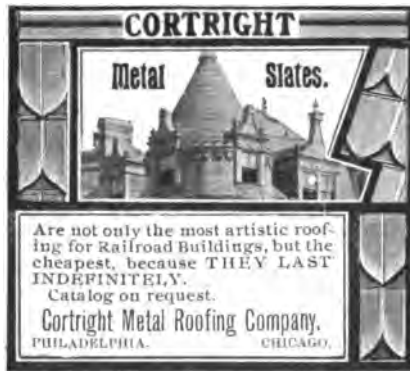 CORTRIGHT
Metal Slates.
Are not only the most artistic roof-
ing for Railroad Buildings, but the
cheapest, because THEY LAST
INDEFINITELY.
Catalog on request.
Cortright Metal Roofing Company.
PHILADELPHIA. CHICAGO.